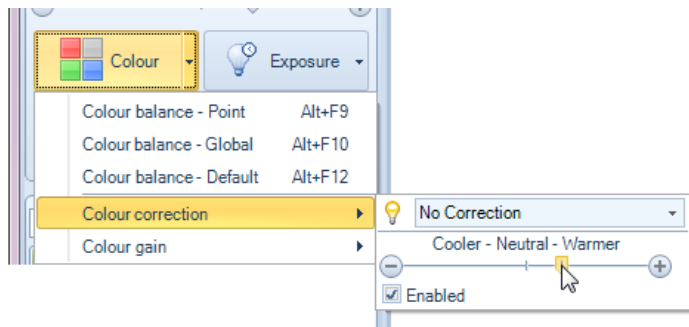 Colour
Exposure
Colour balance - Point Alt+F9
Colour balance - Global Alt+F10
Colour balance - Default Alt+F12
Colour correction
No Correction
Colour gain
Cooler - Neutral - Warmer
Enabled